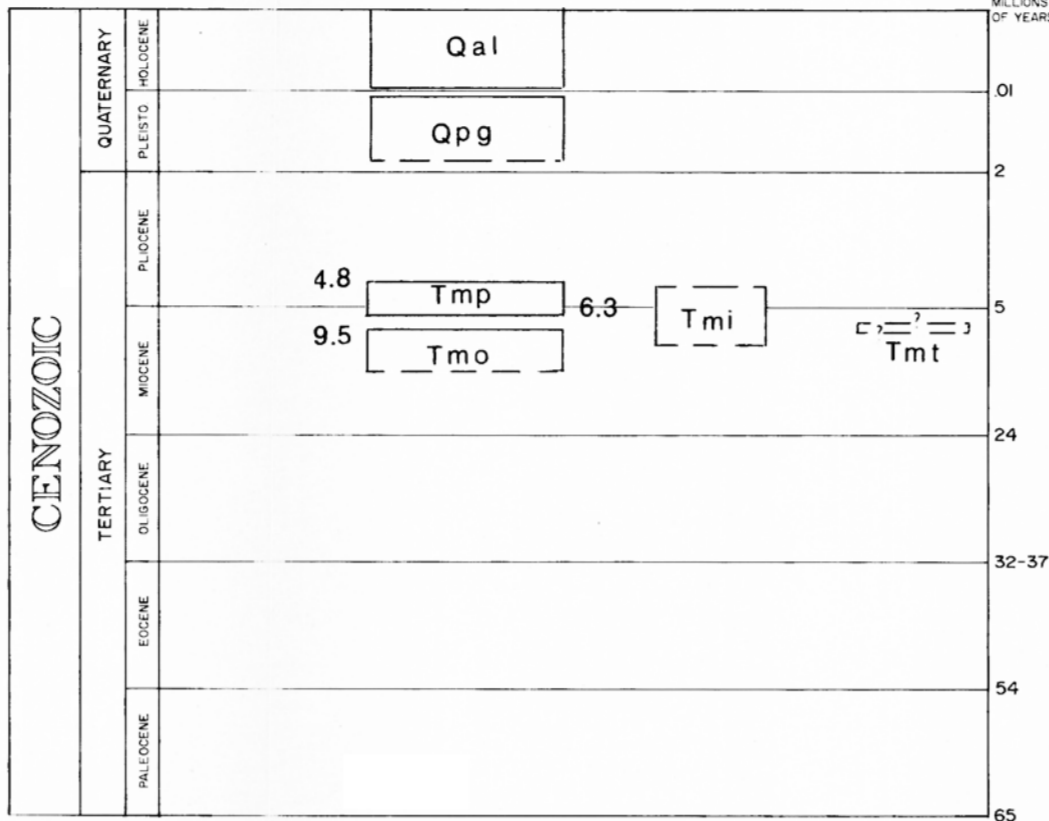 MILLIONS
OF YEARS
CENOZOIC
QUATERNARY
HOLOCENE
Qal
.01
PLEISTO
Qpg
2
TERTIARY
PLIOCENE
4.8
Tmp
6.3
Tmi
5
?
?
9.5
Tmo
Tmt
MIOCENE
24
OLIGOCENE
32-37
EOCENE
54
PALEOCENE
65